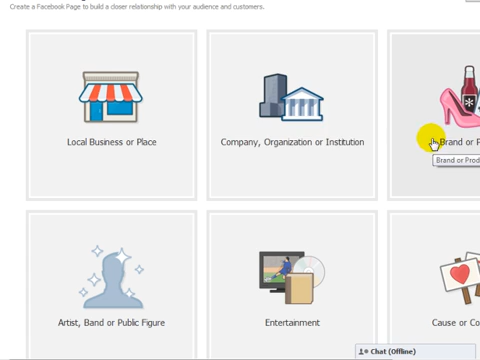 Create a Facebook Page to build a closer relationship with your audience and customers.
Local Business or Place
Company, Organization or Institution
Brand or P
Brand or Prod
Artist, Band or Public Figure
Entertainment
Cause or Co
Chat (Offline)